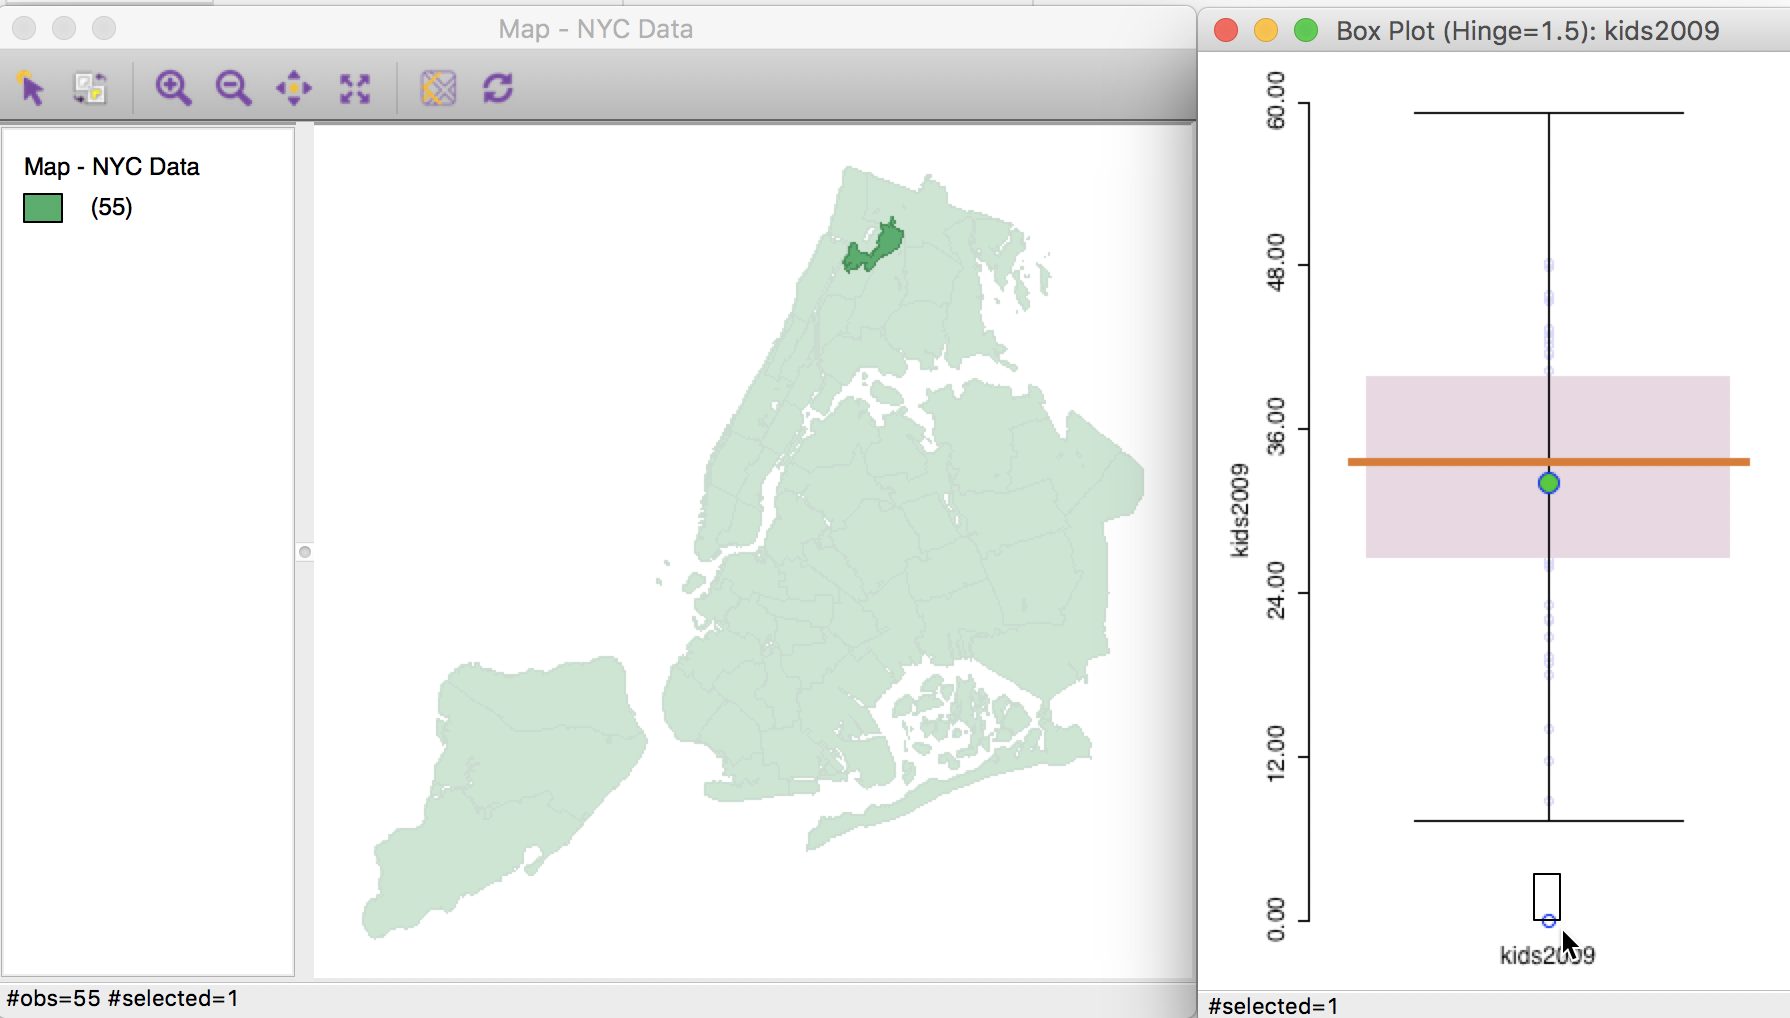 Map - NYC Data
Map - NYC Data
(55)
#obs=55 #selected=1
Box Plot (Hinge=1.5): kids2009
60.00
48.00
36.00
24.00
12.00
0.00
kids2009
kids2009
#selected=1